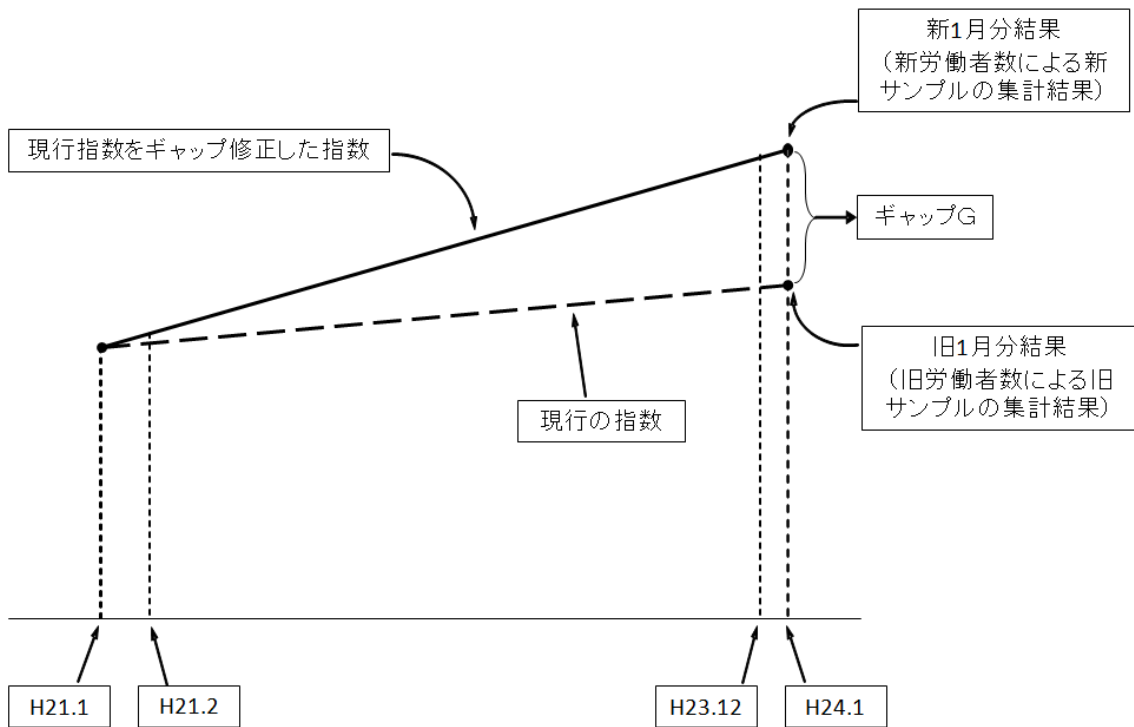 新1月分結果
（新労働者数による新
サンプルの集計結果）
現行指数をギャップ修正した指数
ギャップG
旧1月分結果
（旧労働者数による旧
サンプルの集計結果）
現行の指数
H21.1
H21.2
H23.12
H24.1